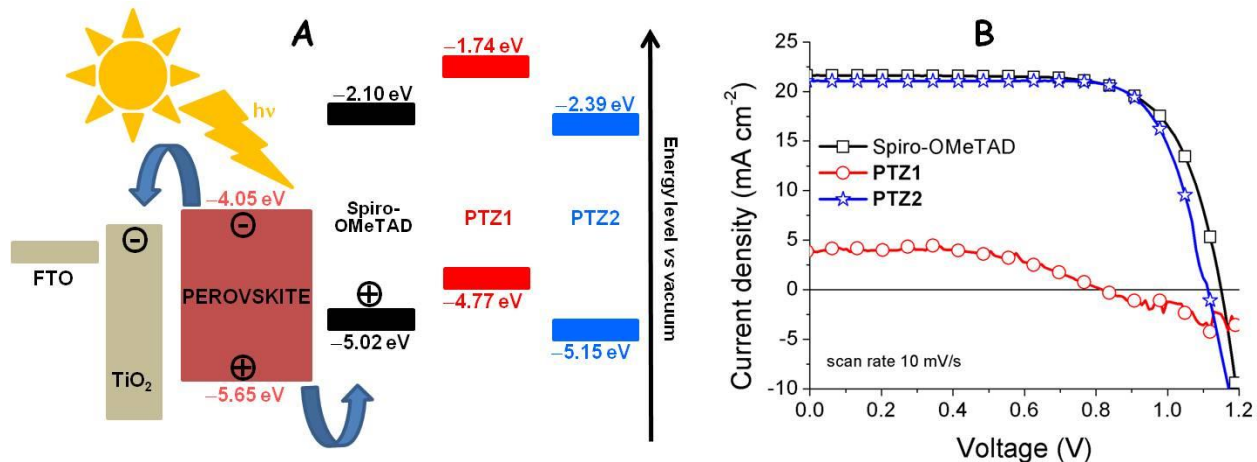 A
hν
−2.10 eV
−1.74 eV
−2.39 eV
−4.05 eV
Spiro-
OMeTAD
PTZ1
PTZ2
FTO
PEROVSKITE
TiO2
−5.65 eV
−5.02 eV
−4.77 eV
−5.15 eV
Energy level vs vacuum
B
Current density (mA cm-2)
25
20
15
10
5
0
-5
-10
Spiro-OMeTAD
PTZ1
PTZ2
scan rate 10 mV/s
0.0 0.2 0.4 0.6 0.8 1.0 1.2
Voltage (V)